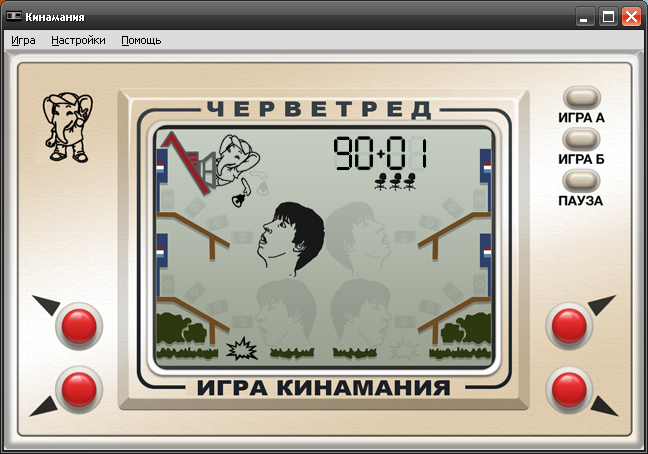 Кинамания
Игра Настройки Помощь
ЧЕРВЕТРЕД
90+01
ИГРА А
ИГРА Б
ПАУЗА
ИГРА КИНАМАНИЯ